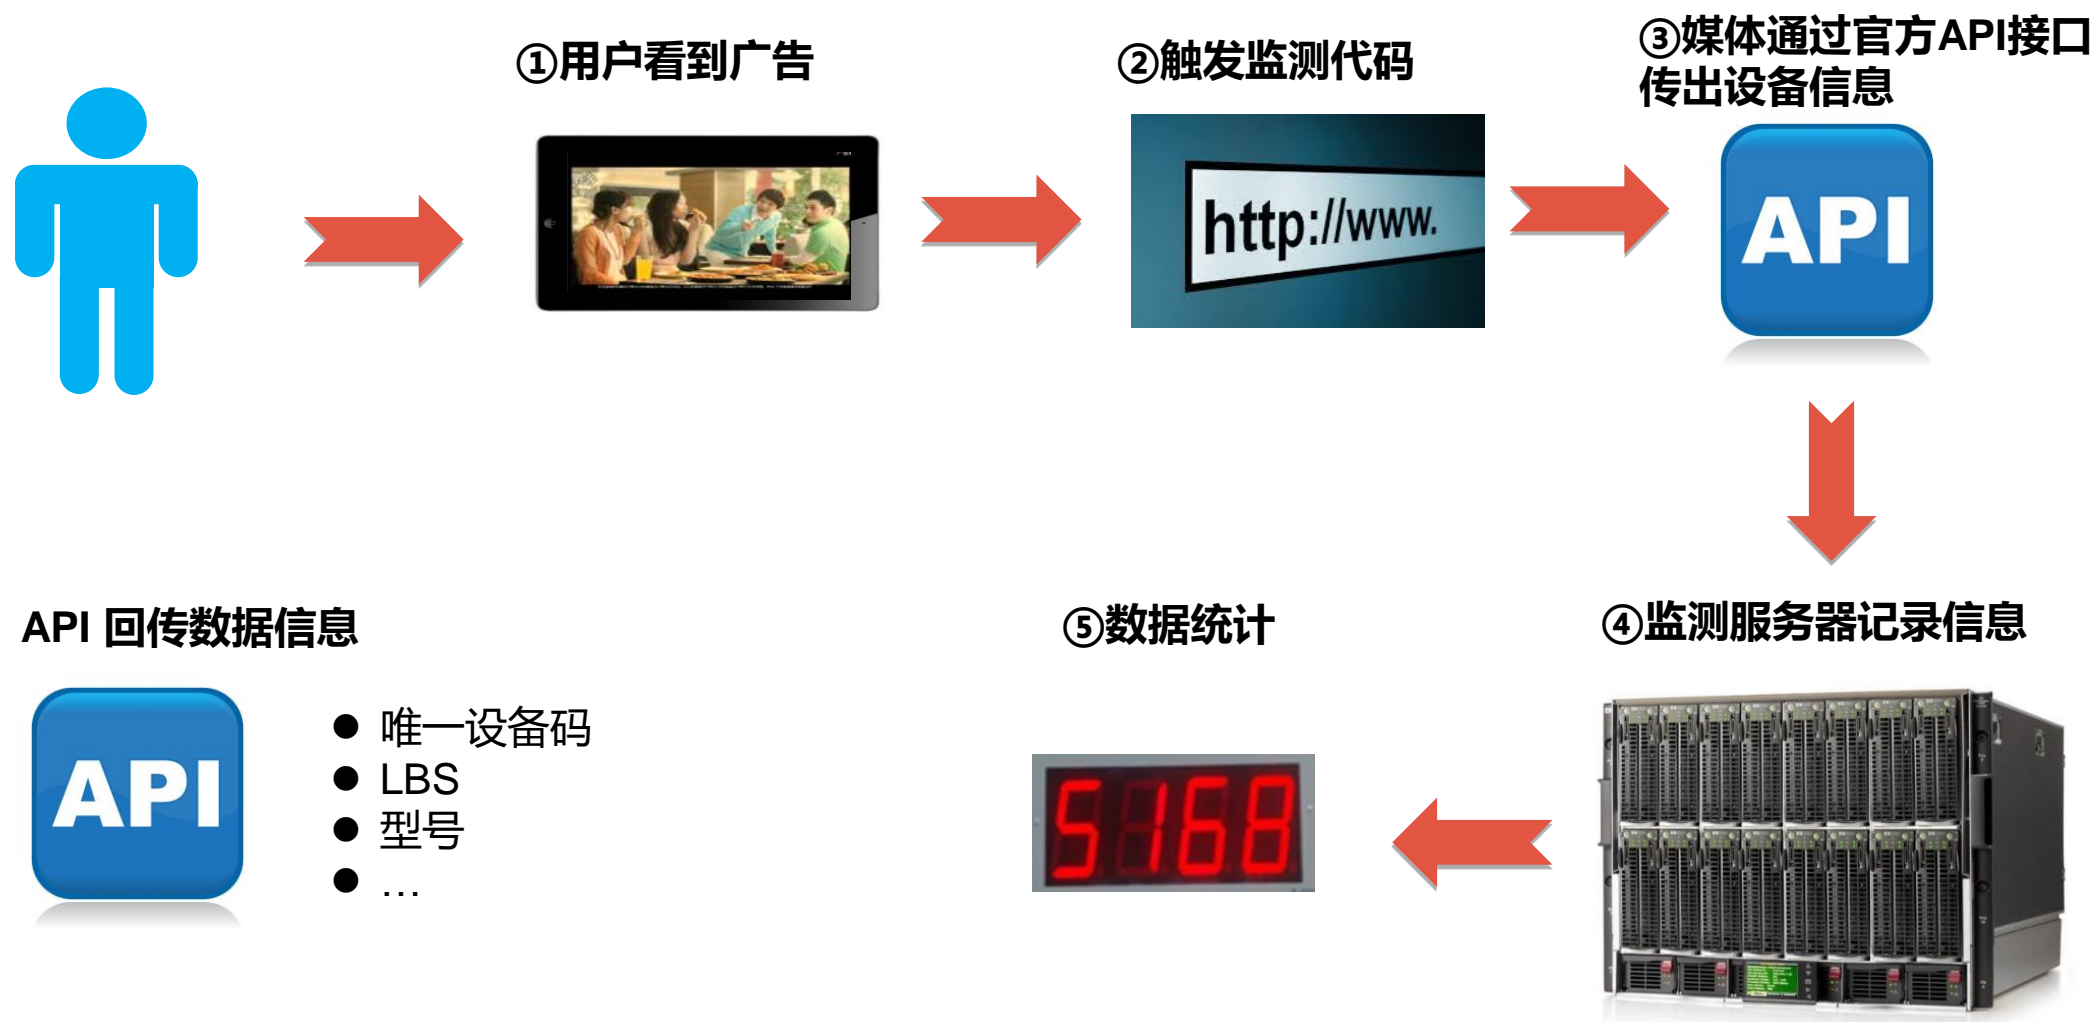 ①用户看到广告
②触发监测代码
③媒体通过官方API接口
传出设备信息
http://www.
API
API 回传数据信息
⑤数据统计
④监测服务器记录信息
API
● 唯一设备码
● LBS
● 型号
● …
5168